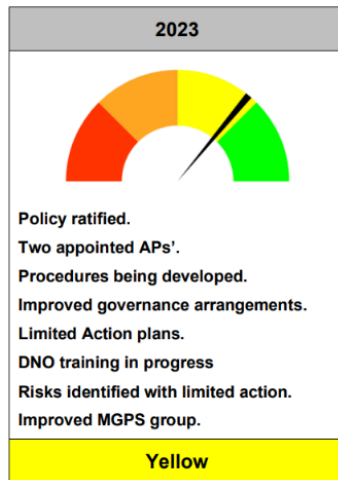 2023
Policy ratified.
Two appointed APs’.
Procedures being developed.
Improved governance arrangements.
Limited Action plans.
DNO training in progress
Risks identified with limited action.
Improved MGPS group.
Yellow